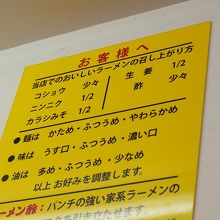 お客様へ
当店でのおいしいラーメンの召し上がり方
コショウ 少々 生姜 1/2
ニンニク 1/2 酢 少々
カラシみそ 1/2
● 麺は かため・ふつうめ・やわらかめ
● 味は うす口・ふつうめ・濃い口
● 油は 多め・ふつうめ・少なめ
以上お好みを調整します。
ーメン酢：パンチの強い家系ラーメンの